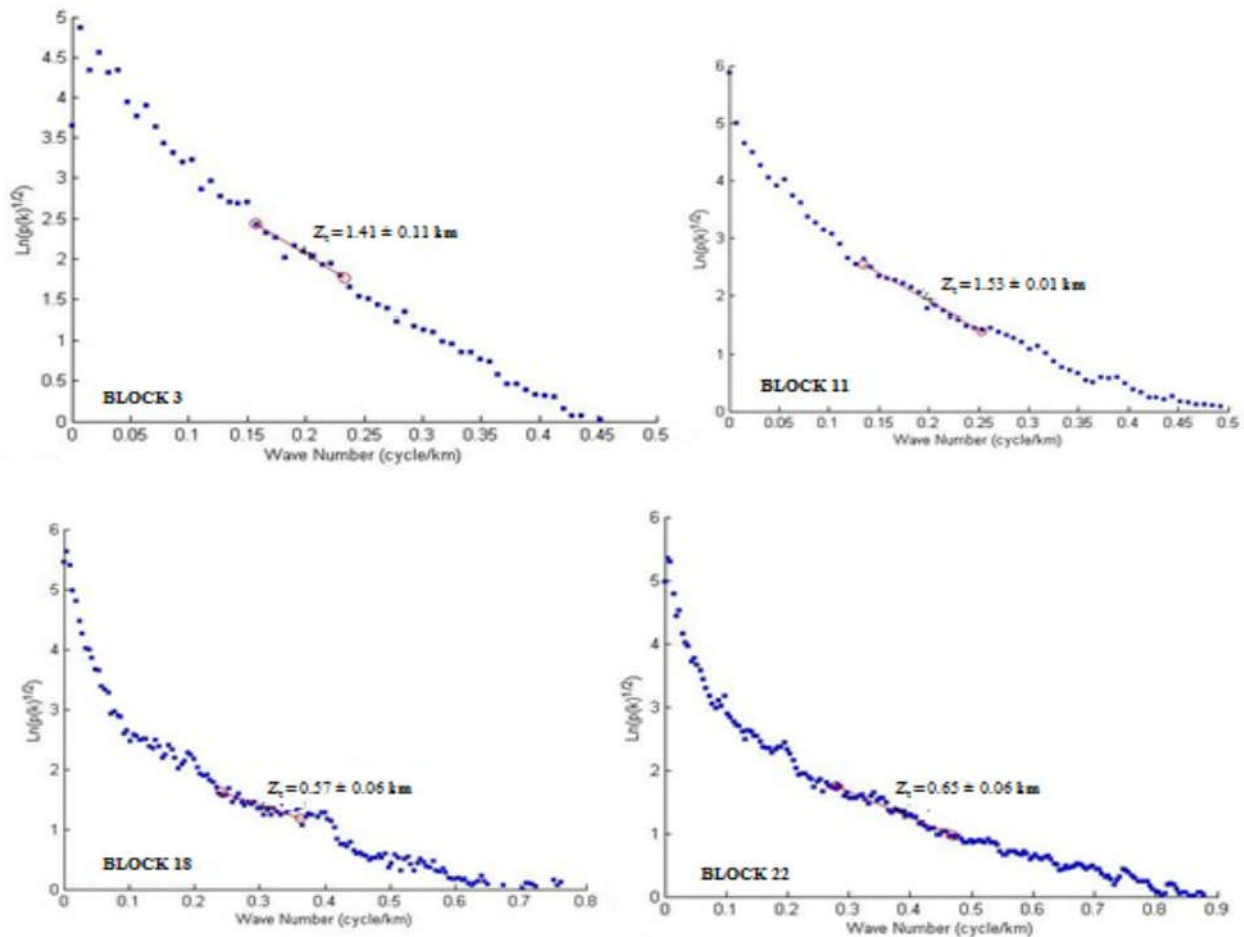 5
4.5
4
3.5
3
2.5
2
1.5
1
0.5
0
Ln(p(k)^1/2)
Z_t = 1.41 ± 0.11 km
BLOCK 3
0 0.05 0.1 0.15 0.2 0.25 0.3 0.35 0.4 0.45 0.5
Wave Number (cycle/km)
6
5
4
3
2
1
0
Ln(p(k)^1/2)
Z_t = 1.53 ± 0.01 km
BLOCK 11
0.05 0.1 0.15 0.2 0.25 0.3 0.35 0.4 0.45 0.5
Wave Number (cycle/km)
6
5
4
3
2
1
0
Ln(p(k)^1/2)
Z_t = 0.57 ± 0.06 km
BLOCK 18
0 0.1 0.2 0.3 0.4 0.5 0.6 0.7 0.8
Wave Number (cycle/km)
6
5
4
3
2
1
0
Ln(p(k)^1/2)
Z_t = 0.65 ± 0.06 km
BLOCK 22
0 0.1 0.2 0.3 0.4 0.5 0.6 0.7 0.8 0.9
Wave Number (cycle/km)